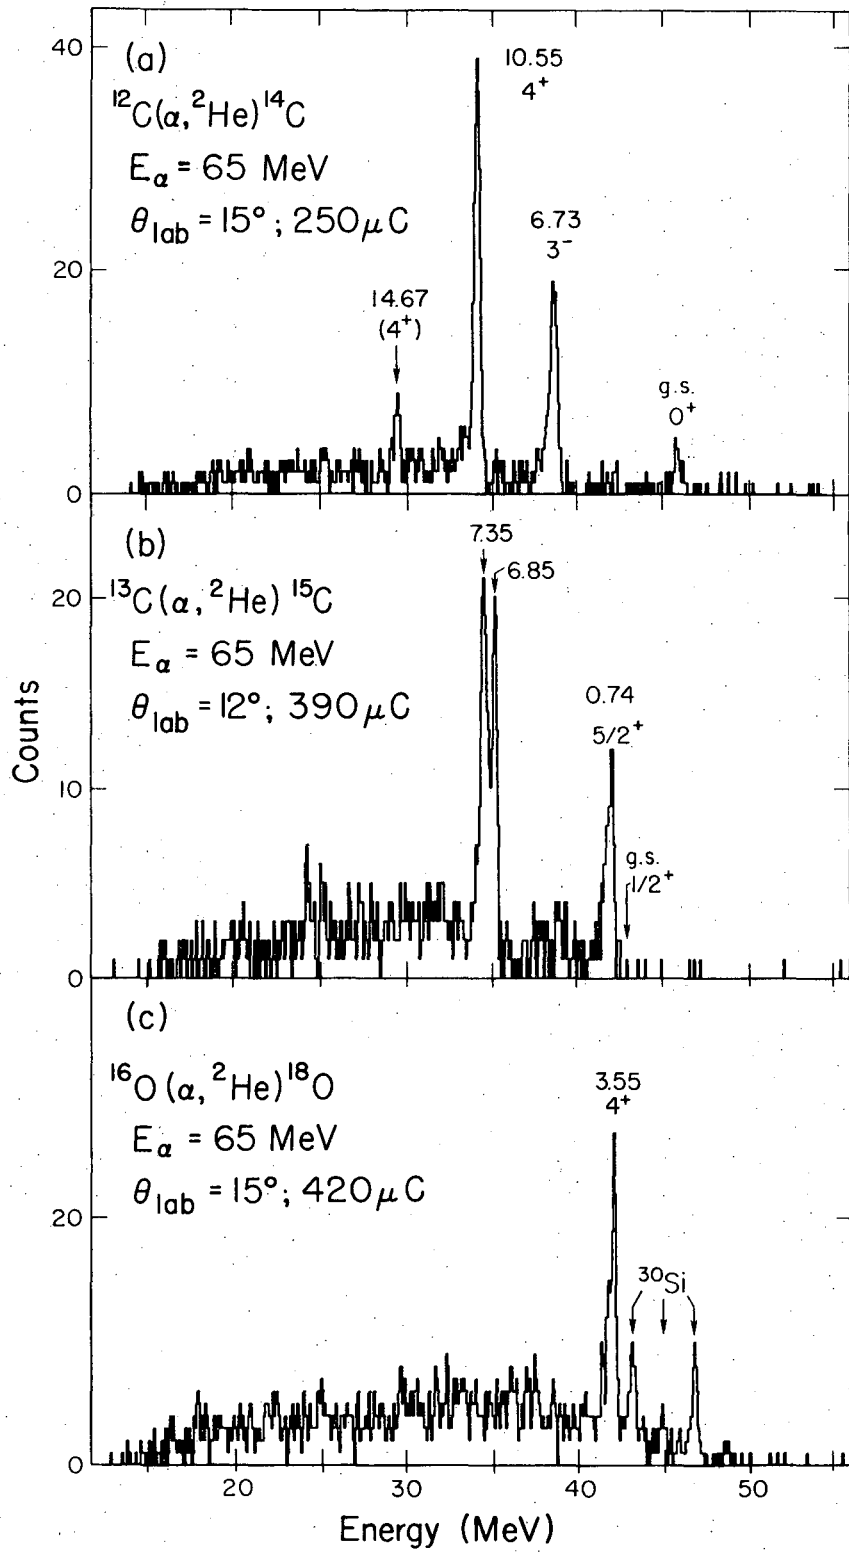 (a)
¹²C(α,²He)¹⁴C
Eα = 65 MeV
θlab = 15°; 250μC
10.55
4⁺
6.73
3⁻
14.67
(4⁺)
g.s.
0⁺
40
20
0
(b)
¹³C(α,²He)¹⁵C
Eα = 65 MeV
θlab = 12°; 390μC
7.35
6.85
0.74
5/2⁺
g.s.
1/2⁺
20
10
0
Counts
(c)
¹⁶O(α,²He)¹⁸O
Eα = 65 MeV
θlab = 15°; 420μC
3.55
4⁺
³⁰Si
20
0
20 30 40 50
Energy (MeV)